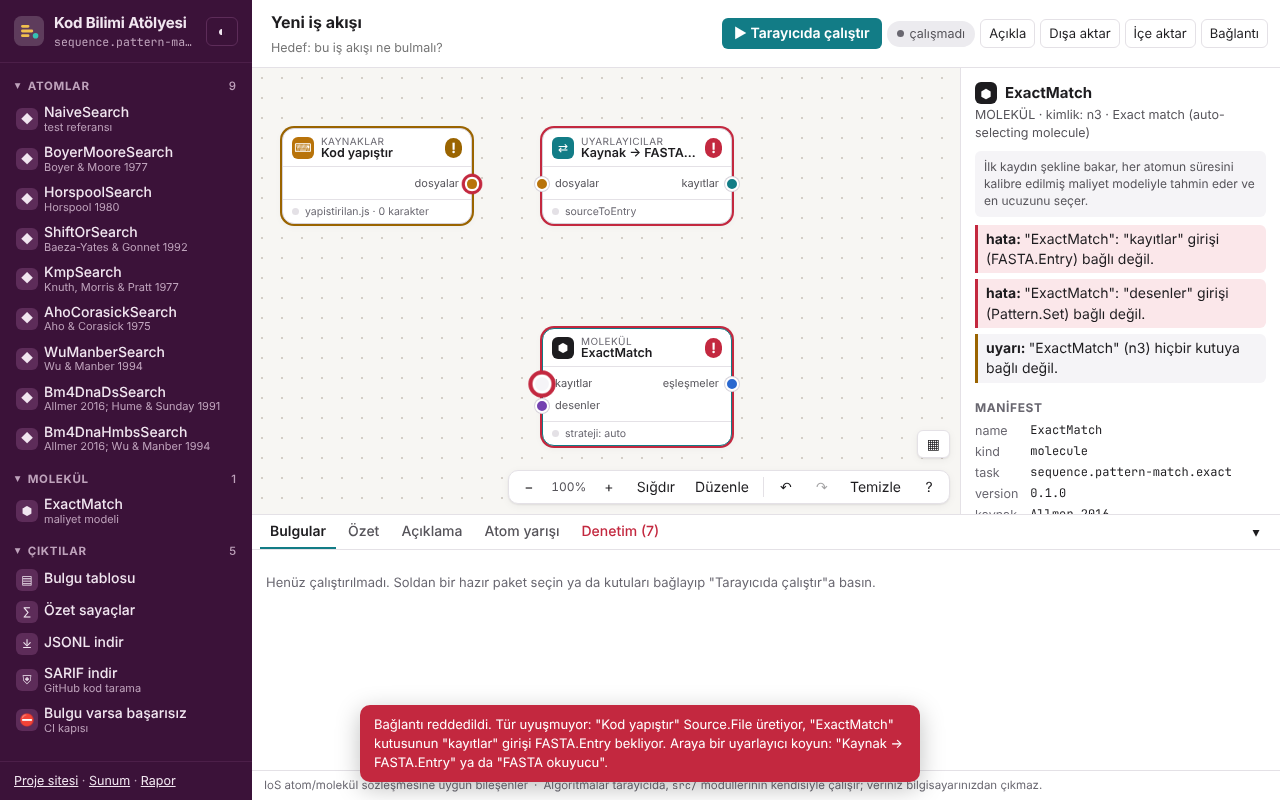 Kod Bilimi Atölyesi
sequence.pattern-ma…
ATOMLAR 9
NaiveSearch
test referansı
BoyerMooreSearch
Boyer & Moore 1977
HorspoolSearch
Horspool 1980
ShiftOrSearch
Baeza-Yates & Gonnet 1992
KmpSearch
Knuth, Morris & Pratt 1977
AhoCorasickSearch
Aho & Corasick 1975
WuManberSearch
Wu & Manber 1994
Bm4DnaDsSearch
Allmer 2016; Hume & Sunday 1991
Bm4DnaHmbsSearch
Allmer 2016; Wu & Manber 1994
MOLEKÜL 1
ExactMatch
maliyet modeli
ÇIKTILAR 5
Bulgu tablosu
Özet sayaçlar
JSONL indir
SARIF indir
GitHub kod tarama
Bulgu varsa başarısız
CI kapısı
Proje sitesi · Sunum · Rapor
Yeni iş akışı
Hedef: bu iş akışı ne bulmalı?
▶ Tarayıcıda çalıştır
çalışmadı
Açıkla
Dışa aktar
İçe aktar
Bağlantı
KAYNAKLAR
Kod yapıştır
!
dosyalar
yapistirilan.js · 0 karakter
UYARLAYICILAR
Kaynak → FASTA…
!
dosyalar kayıtlar
sourceToEntry
MOLEKÜL
ExactMatch
!
kayıtlar eşleşmeler
desenler
strateji: auto
− 100% + Sığdır Düzenle ↶ ↷ Temizle ?
ExactMatch
MOLEKÜL · kimlik: n3 · Exact match (auto-
selecting molecule)
İlk kaydın şekline bakar, her atomun süresini
kalibre edilmiş maliyet modeliyle tahmin eder ve
en ucuzunu seçer.
hata: "ExactMatch": "kayıtlar" girişi
(FASTA.Entry) bağlı değil.
hata: "ExactMatch": "desenler" girişi
(Pattern.Set) bağlı değil.
uyarı: "ExactMatch" (n3) hiçbir kutuya
bağlı değil.
MANİFEST
name ExactMatch
kind molecule
task sequence.pattern-match.exact
version 0.1.0
kaynak Allmer 2016
Bulgular Özet Açıklama Atom yarışı Denetim (7)
Henüz çalıştırılmadı. Soldan bir hazır paket seçin ya da kutuları bağlayıp "Tarayıcıda çalıştır"a basın.
Bağlantı reddedildi. Tür uyuşmuyor: "Kod yapıştır" Source.File üretiyor, "ExactMatch"
kutusunun "kayıtlar" girişi FASTA.Entry bekliyor. Araya bir uyarlayıcı koyun: "Kaynak →
FASTA.Entry" ya da "FASTA okuyucu".
IoS atom/molekül sözleşmesine uygun bileşenler · Algoritmalar tarayıcıda, src/ modüllerinin kendisiyle çalışır; veriniz bilgisayarınızdan çıkmaz.